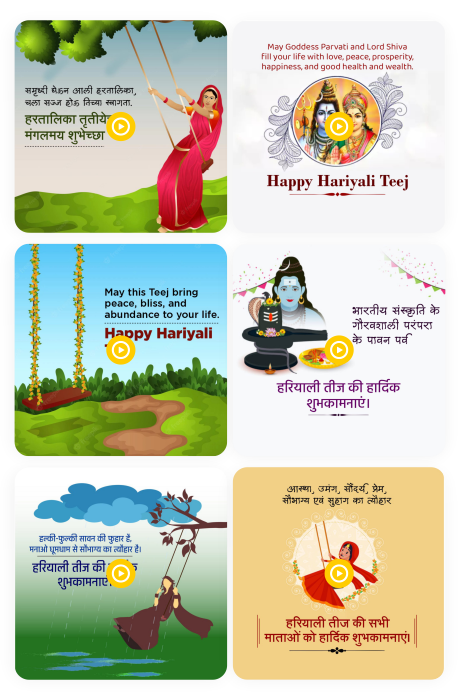 समृध्दी घेऊन आली हरतालिका,
चला सज्ज होऊ तिच्या स्वागता.
हरतालिका तृतीये
मंगलमय शुभेच्छा
May Goddess Parvati and Lord Shiva
fill your life with love, peace, prosperity,
happiness, and good health and wealth.
Happy Hariyali Teej
May this Teej bring
peace, bliss, and
abundance to your life.
Happy Hariyali
भारतीय संस्कृति के
गौरवशाली परंपरा
के पावन पर्व
हरियाली तीज की हार्दिक
शुभकामनाएं।
हल्की-फुल्की सावन की फुहार है,
मनाओ धूमधाम से सौभाग्य का त्यौहार है।
हरियाली तीज की हार्दिक
शुभकामनाएं।
आस्था, उमंग, सौंदर्य, प्रेम,
सौभाग्य एवं सुहाग का त्यौहार
हरियाली तीज की सभी
माताओं को हार्दिक शुभकामनाएं।